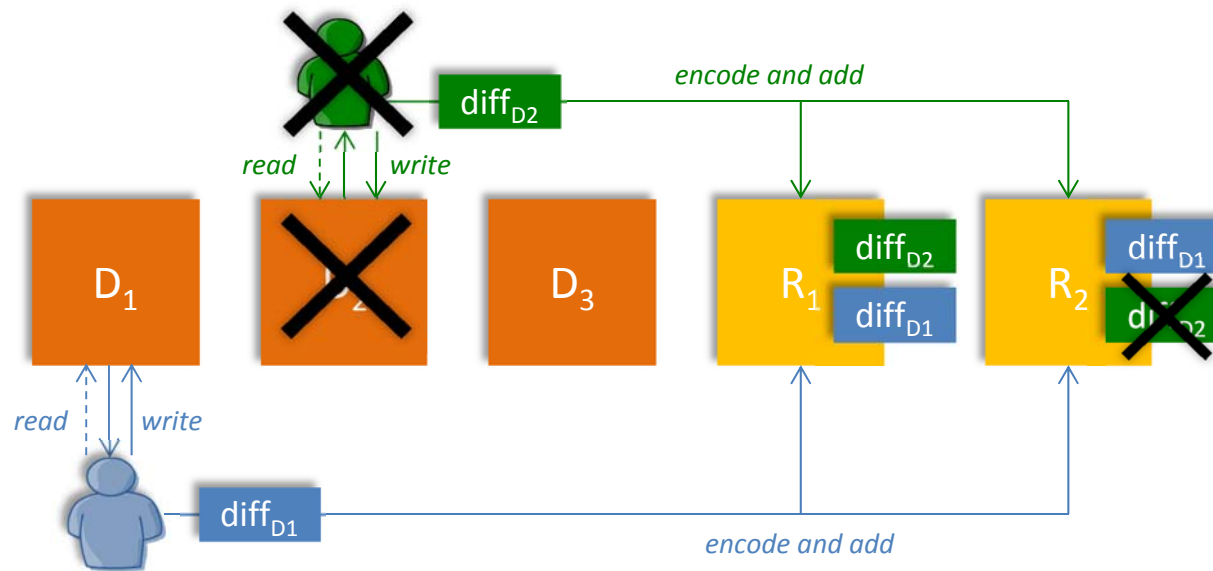 encode and add
diff_D2
read
write
D_1
D_3
R_1
diff_D2
diff_D1
R_2
diff_D1
diff_D2
read
write
diff_D1
encode and add